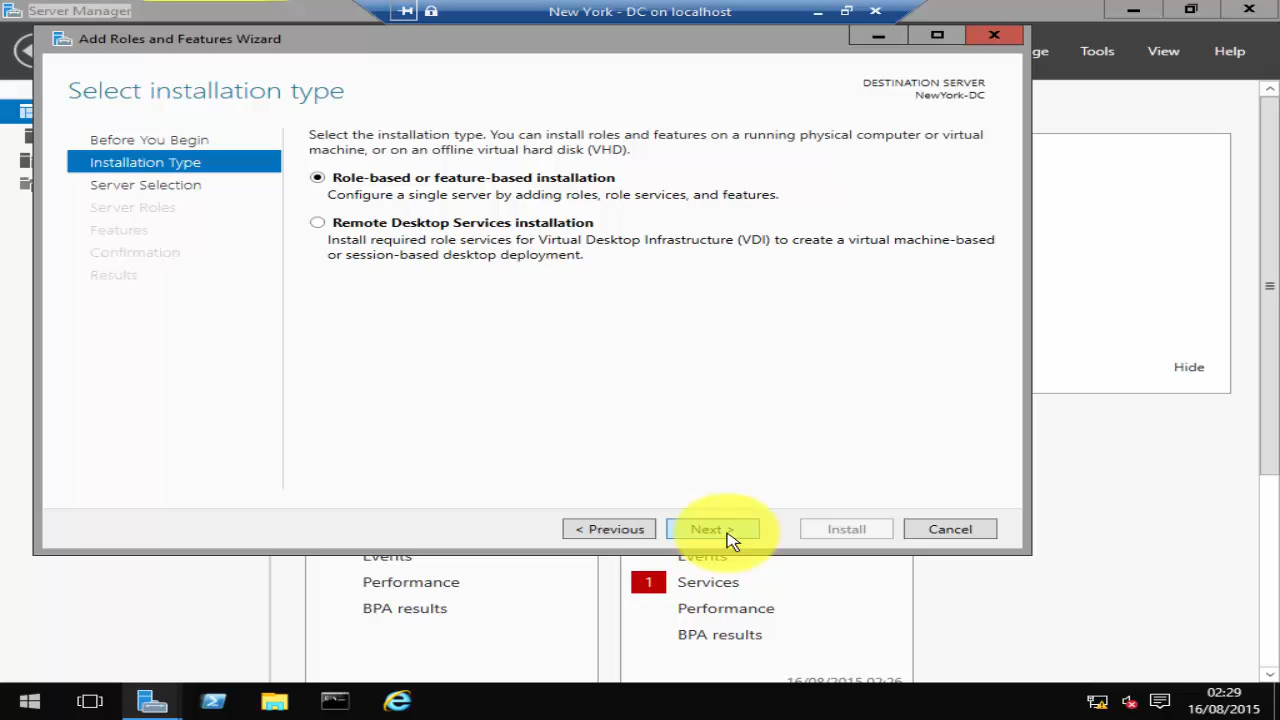 Server Manager
New York - DC on localhost
Add Roles and Features Wizard
Tools
View
Help
Select installation type
DESTINATION SERVER
NewYork-DC
Before You Begin
Installation Type
Server Selection
Server Roles
Features
Confirmation
Results
Select the installation type. You can install roles and features on a running physical computer or virtual
machine, or on an offline virtual hard disk (VHD).
Role-based or feature-based installation
Configure a single server by adding roles, role services, and features.
Remote Desktop Services installation
Install required role services for Virtual Desktop Infrastructure (VDI) to create a virtual machine-based
or session-based desktop deployment.
Hide
< Previous
Next >
Install
Cancel
Events
Performance
BPA results
Events
1 Services
Performance
BPA results
16/08/2015 02:26
02:29
16/08/2015